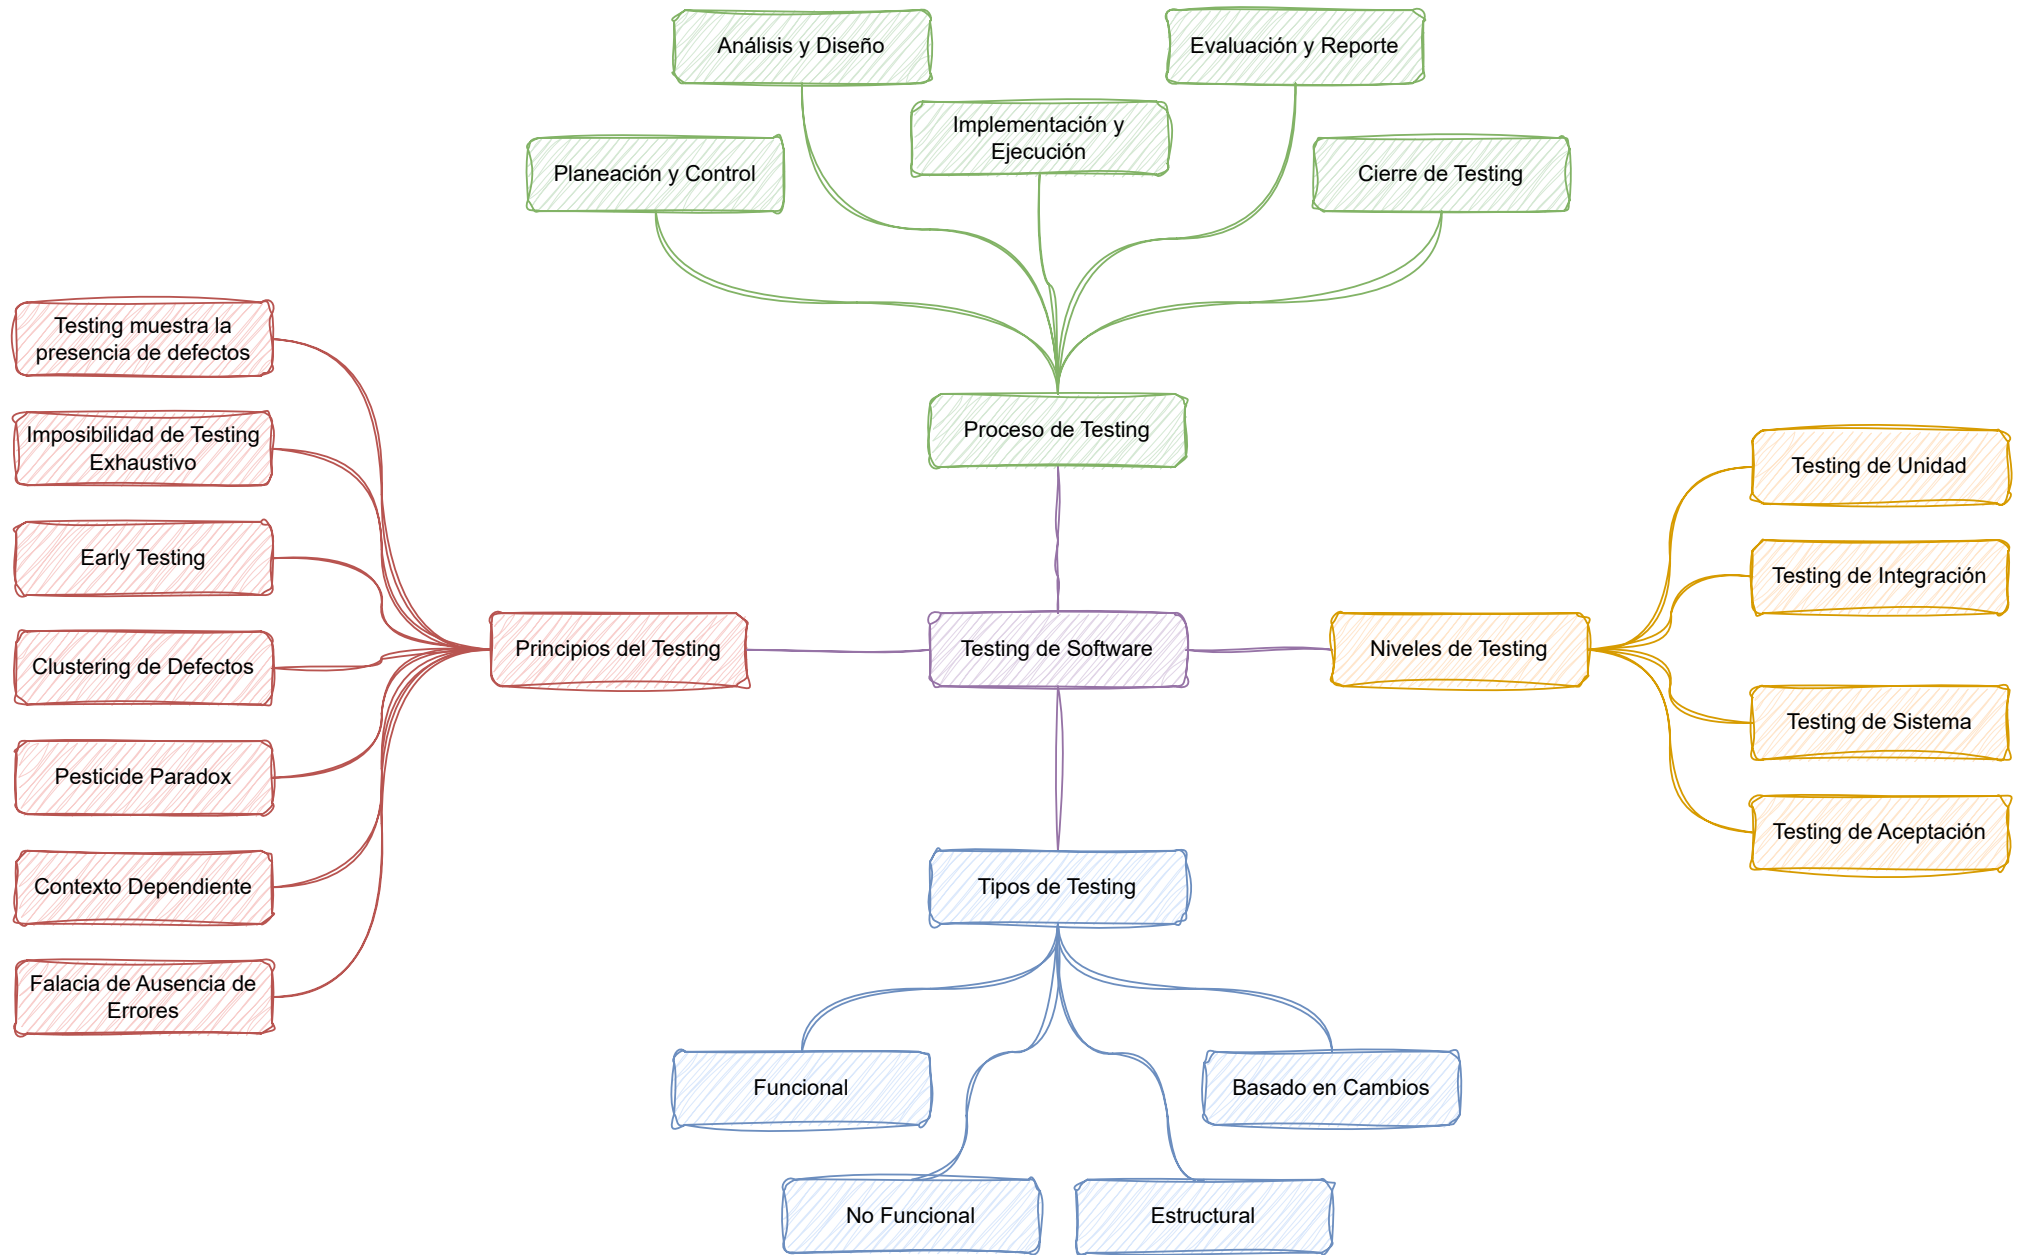 Análisis y Diseño
Evaluación y Reporte
Implementación y
Ejecución
Planeación y Control
Cierre de Testing
Testing muestra la
presencia de defectos
Imposibilidad de Testing
Exhaustivo
Early Testing
Clustering de Defectos
Pesticide Paradox
Contexto Dependiente
Falacia de Ausencia de
Errores
Principios del Testing
Proceso de Testing
Testing de Software
Niveles de Testing
Testing de Unidad
Testing de Integración
Testing de Sistema
Testing de Aceptación
Tipos de Testing
Funcional
Basado en Cambios
No Funcional
Estructural